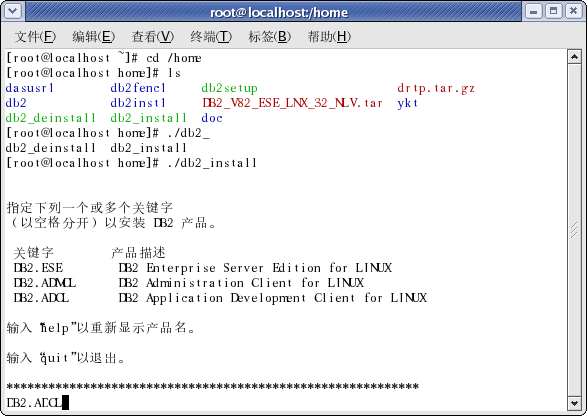 root@localhost:/home
文件(F) 编辑(E) 查看(V) 终端(T) 标签(B) 帮助(H)
[root@localhost ~]# cd /home
[root@localhost home]# ls
dasusr1 db2fenc1 db2setup drtp.tar.gz
db2 db2inst1 DB2_V82_ESE_LNX_32_NLV.tar ykt
db2_deinstall db2_install doc
[root@localhost home]# ./db2_
db2_deinstall db2_install
[root@localhost home]# ./db2_install
指定下列一个或多个关键字
（以空格分开）以安装 DB2 产品。
关键字 产品描述
DB2.ESE DB2 Enterprise Server Edition for LINUX
DB2.ADMCL DB2 Administration Client for LINUX
DB2.ADCL DB2 Application Development Client for LINUX
输入“help”以重新显示产品名。
输入“quit”以退出。
***********************************************************
DB2.ADCL